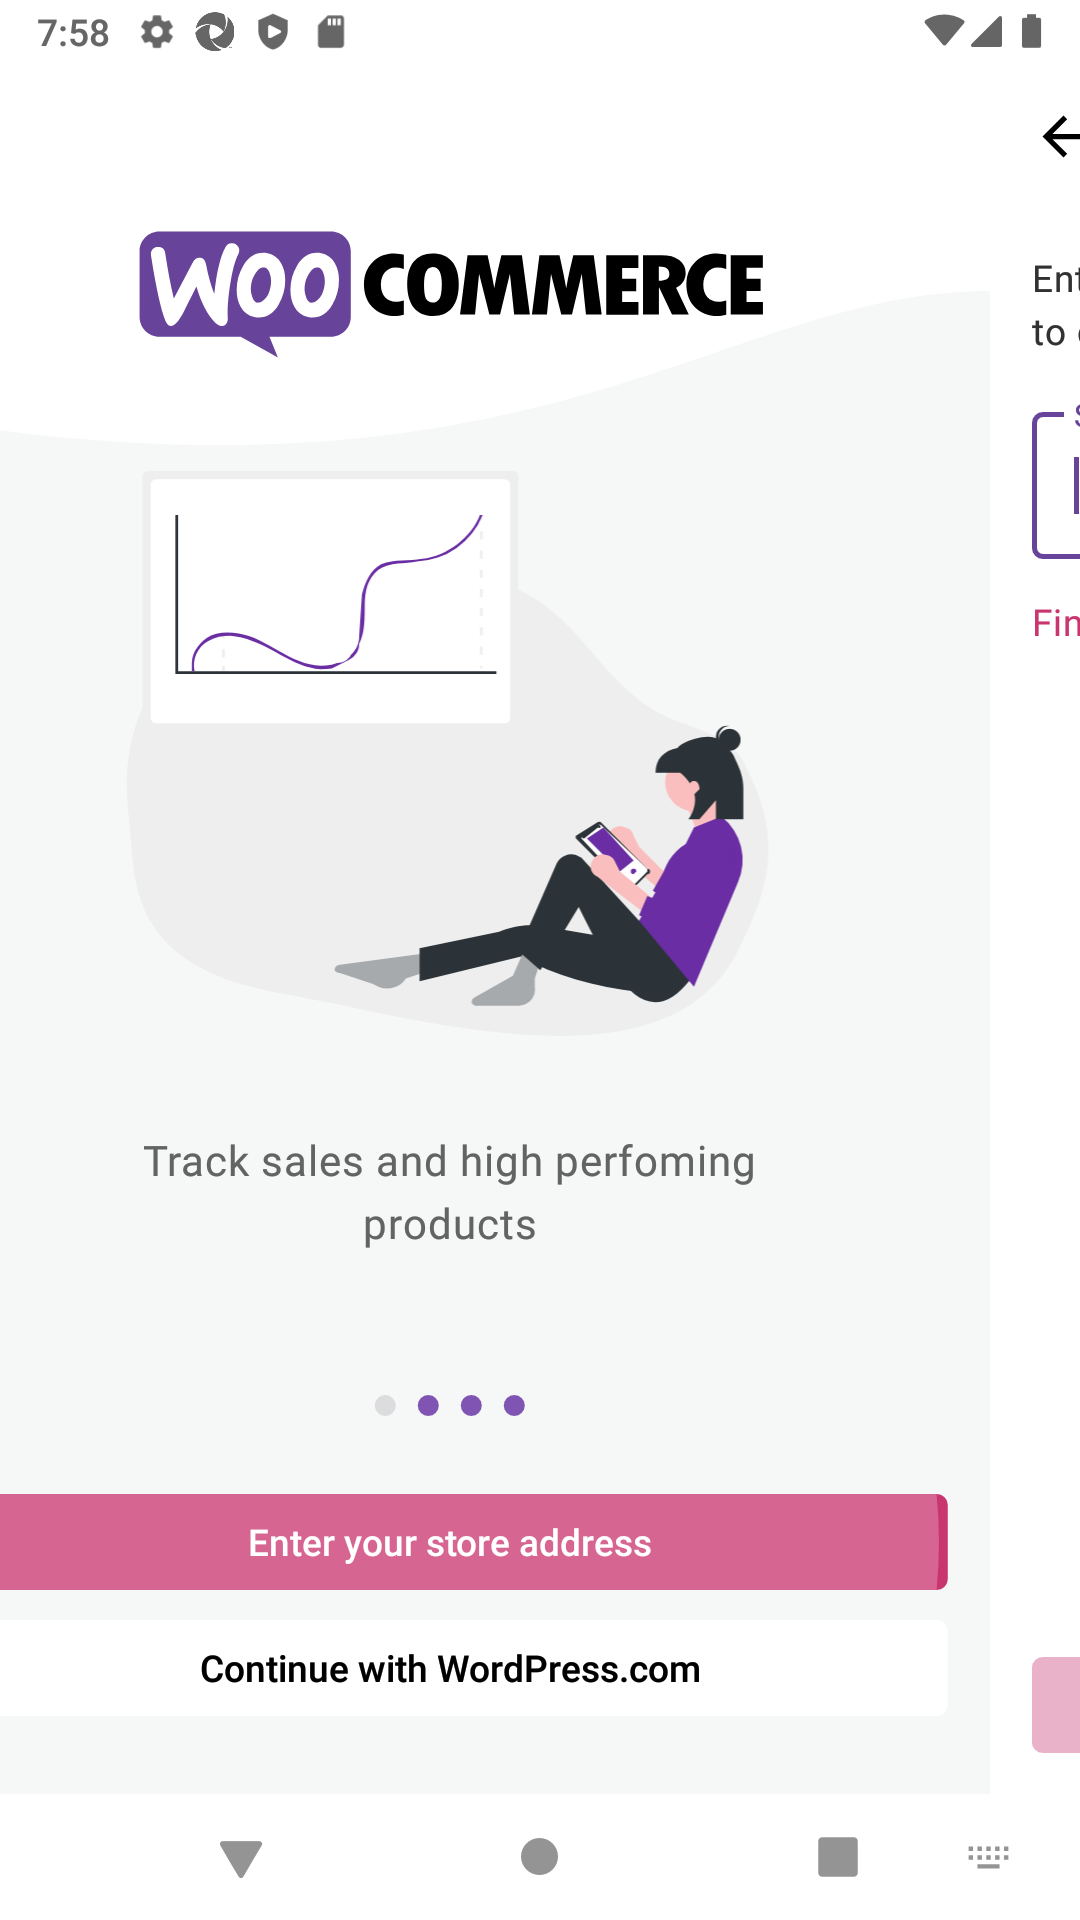 7:58
WOO COMMERCE
Track sales and high perfoming
products
Enter your store address
Continue with WordPress.com
Ent
to
Fin